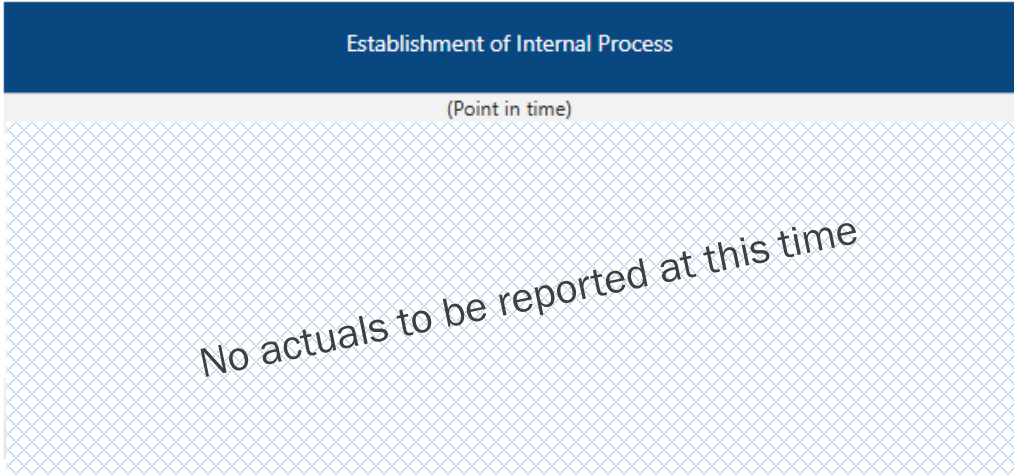 Establishment of Internal Process
(Point in time)
No actuals to be reported at this time